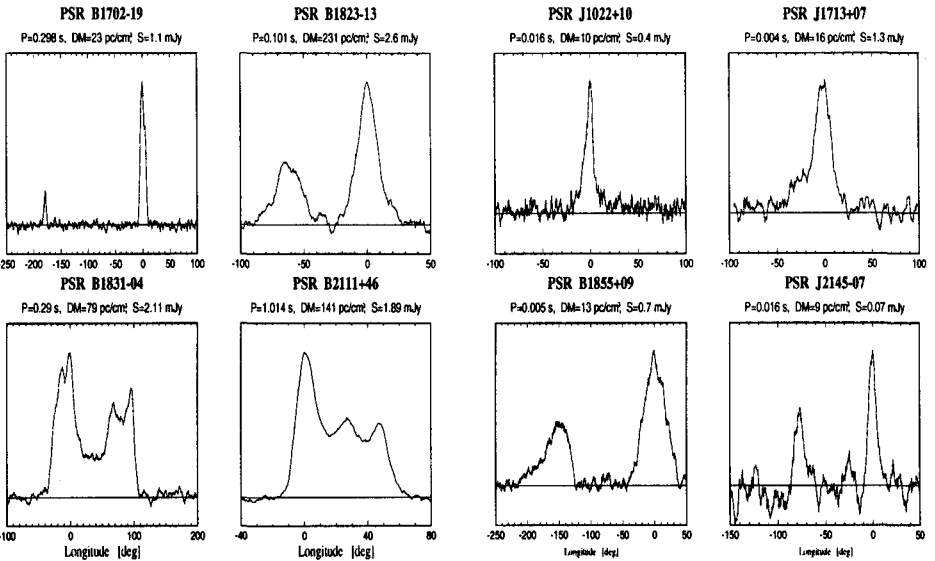 PSR B1702-19
P=0.298 s, DM=23 pc/cm³, S=1.1 mJy
-250 -200 -150 -100 -50 0 50 100
PSR B1823-13
P=0.101 s, DM=231 pc/cm³, S=2.6 mJy
-100 -50 0 50
PSR J1022+10
P=0.016 s, DM=10 pc/cm³, S=0.4 mJy
-100 -50 0 50 100
PSR J1713+07
P=0.004 s, DM=16 pc/cm³, S=1.3 mJy
-100 -50 0 50 100
PSR B1831-04
P=0.29 s, DM=79 pc/cm³, S=2.11 mJy
-100 0 100 200
Longitude [deg]
PSR B2111+46
P=1.014 s, DM=141 pc/cm³, S=1.89 mJy
-40 0 40 80
Longitude [deg]
PSR B1855+09
P=0.005 s, DM=13 pc/cm³, S=0.7 mJy
-250 -200 -150 -100 -50 0 50
Longitude [deg]
PSR J2145-07
P=0.016 s, DM=9 pc/cm³, S=0.07 mJy
-150 -100 -50 0 50
Longitude [deg]